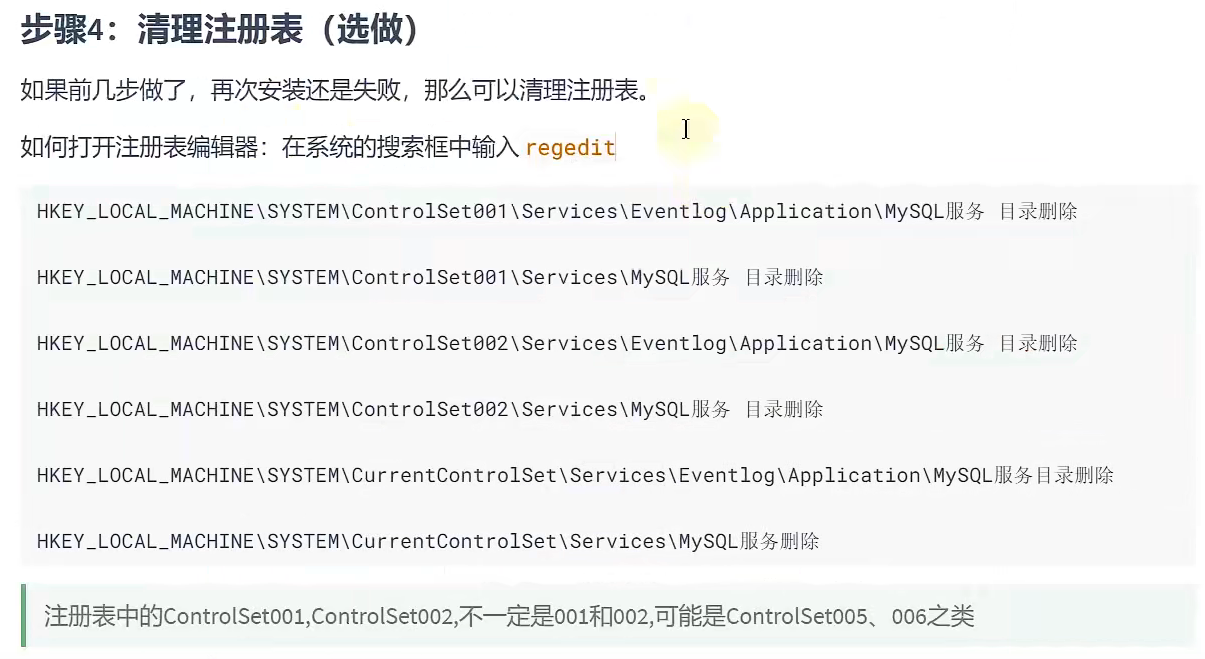 步骤4：清理注册表（选做）
如果前几步做了，再次安装还是失败，那么可以清理注册表。
如何打开注册表编辑器：在系统的搜索框中输入 regedit
HKEY_LOCAL_MACHINE\SYSTEM\ControlSet001\Services\Eventlog\Application\MySQL服务 目录删除
HKEY_LOCAL_MACHINE\SYSTEM\ControlSet001\Services\MySQL服务 目录删除
HKEY_LOCAL_MACHINE\SYSTEM\ControlSet002\Services\Eventlog\Application\MySQL服务 目录删除
HKEY_LOCAL_MACHINE\SYSTEM\ControlSet002\Services\MySQL服务 目录删除
HKEY_LOCAL_MACHINE\SYSTEM\CurrentControlSet\Services\Eventlog\Application\MySQL服务目录删除
HKEY_LOCAL_MACHINE\SYSTEM\CurrentControlSet\Services\MySQL服务删除
注册表中的ControlSet001,ControlSet002,不一定是001和002,可能是ControlSet005、006之类